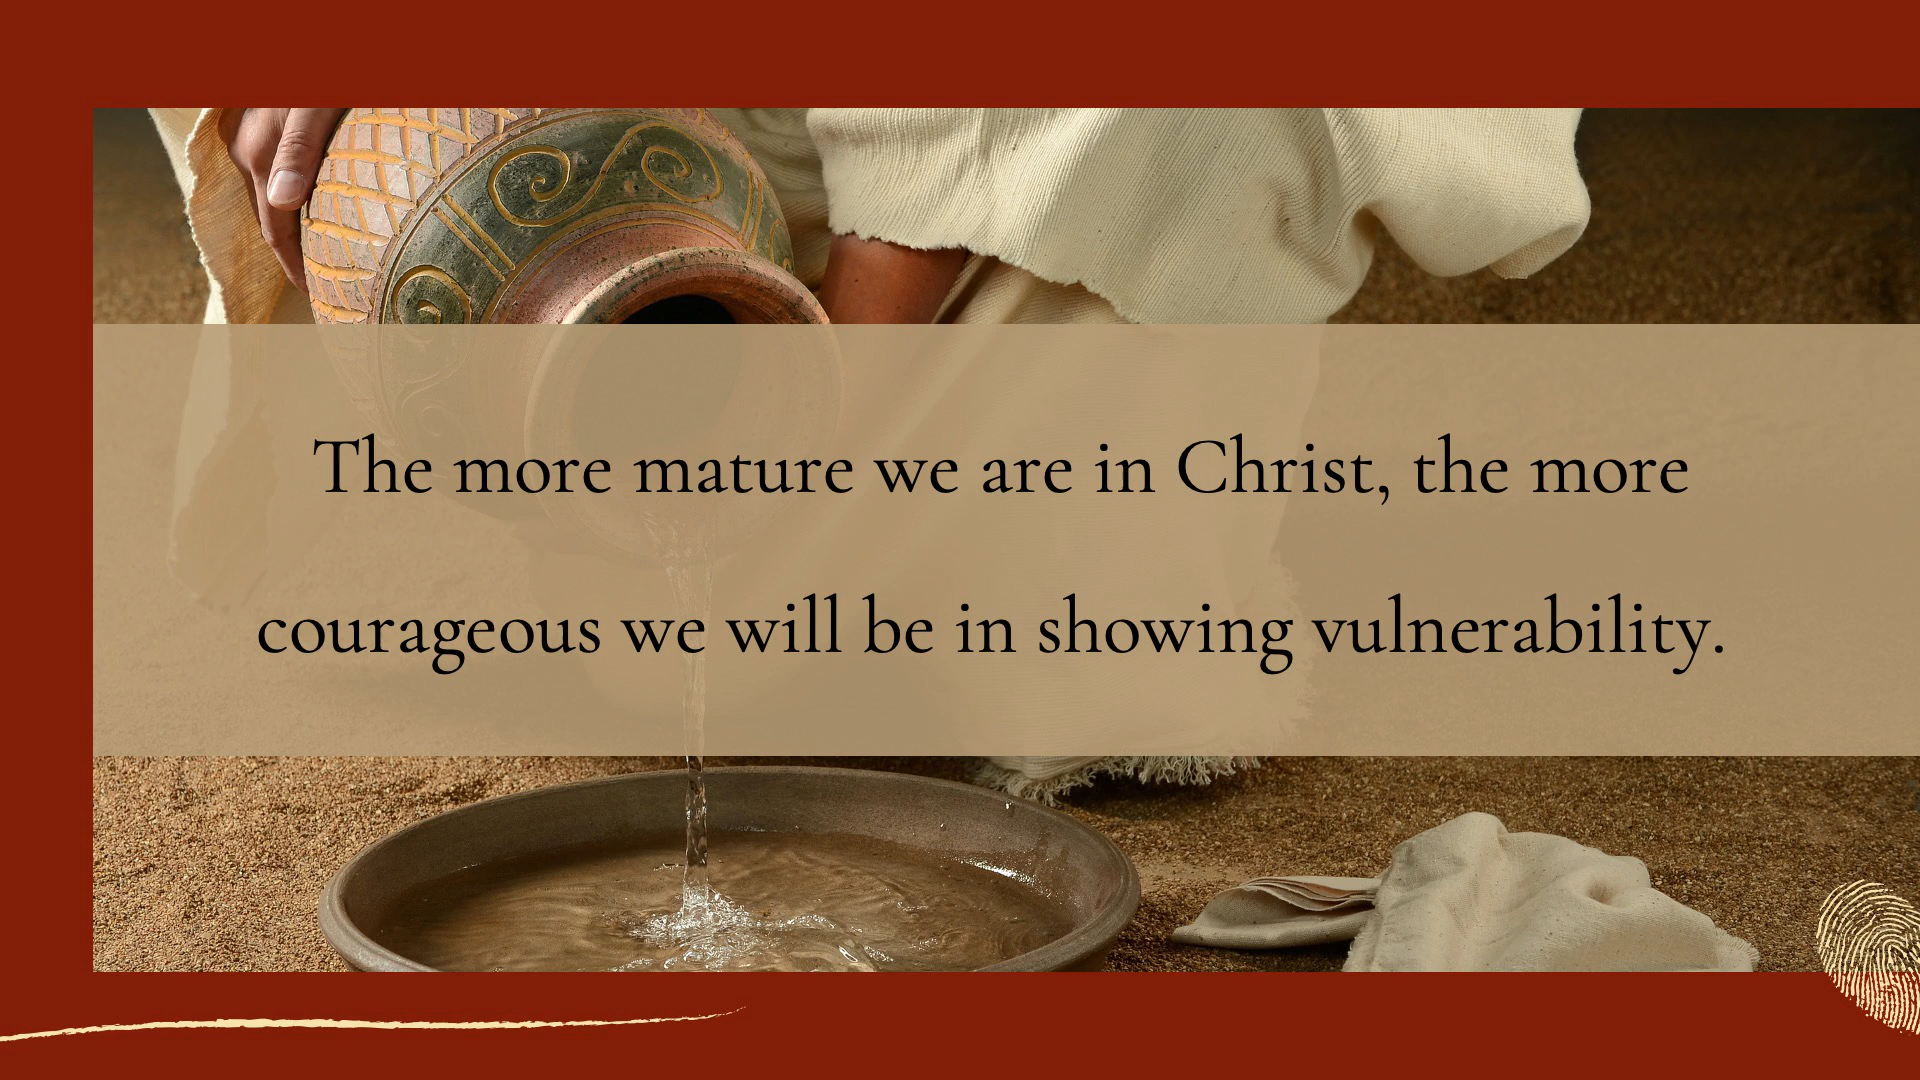 The more mature we are in Christ, the more
courageous we will be in showing vulnerability.